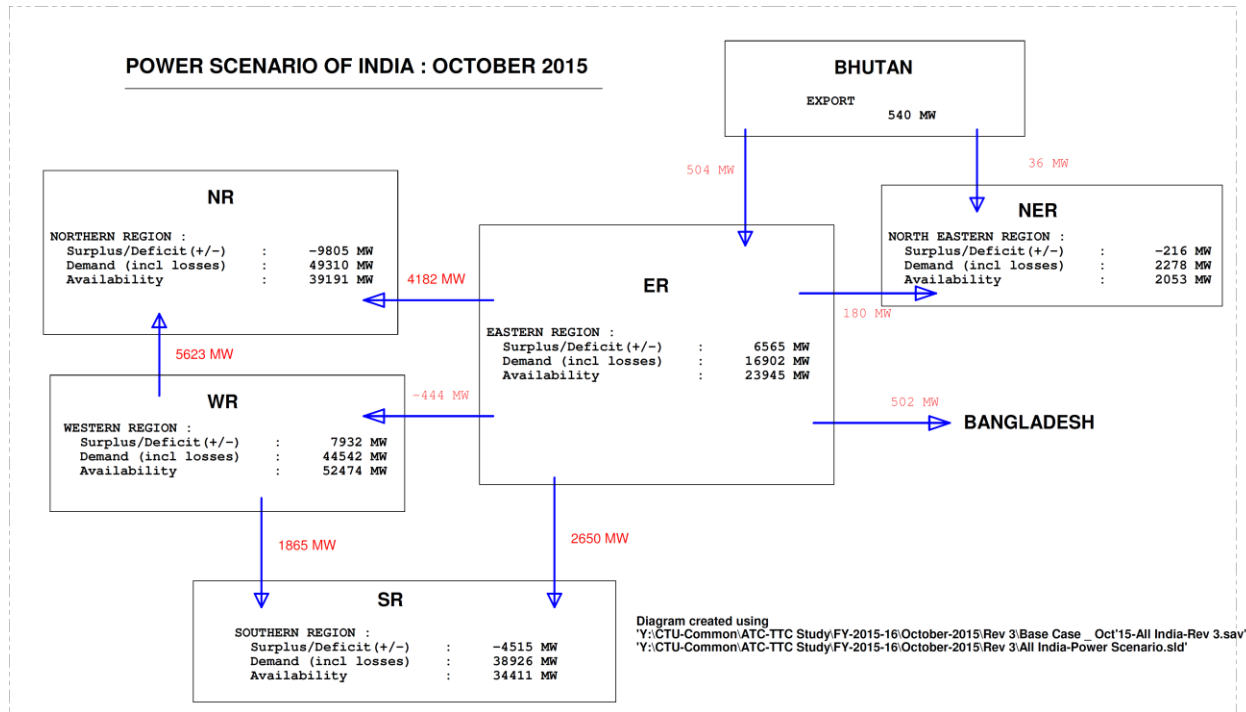 POWER SCENARIO OF INDIA : OCTOBER 2015
BHUTAN
EXPORT
540 MW
504 MW
36 MW
NR
NORTHERN REGION :
Surplus/Deficit(+/-) : -9805 MW
Demand (incl losses) : 49310 MW
Availability : 39191 MW
NER
NORTH EASTERN REGION :
Surplus/Deficit(+/-) : -216 MW
Demand (incl losses) : 2278 MW
Availability : 2053 MW
4182 MW
180 MW
ER
EASTERN REGION :
Surplus/Deficit(+/-) : 6565 MW
Demand (incl losses) : 16902 MW
Availability : 23945 MW
5623 MW
-444 MW
502 MW
BANGLADESH
WR
WESTERN REGION :
Surplus/Deficit(+/-) : 7932 MW
Demand (incl losses) : 44542 MW
Availability : 52474 MW
1865 MW
2650 MW
SR
SOUTHERN REGION :
Surplus/Deficit(+/-) : -4515 MW
Demand (incl losses) : 38926 MW
Availability : 34411 MW
Diagram created using
'Y:\CTU-Common\ATC-TTC Study\FY-2015-16\October-2015\Rev 3\Base Case _ Oct'15-All India-Rev 3.sav'
'Y:\CTU-Common\ATC-TTC Study\FY-2015-16\October-2015\Rev 3\All India-Power Scenario.sld'